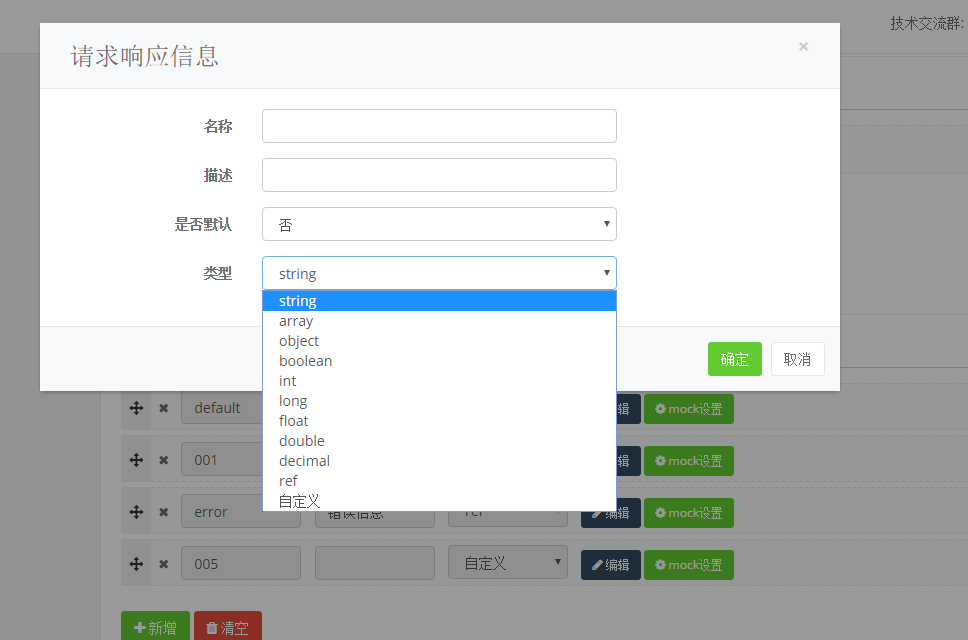 技术交流群:
请求响应信息
×
名称
描述
是否默认 否
类型 string
string
array
object
boolean
int
long
float
double
decimal
ref
自定义
确定 取消
default 辑 mock设置
001 辑 mock设置
error 错误信息 编辑 mock设置
005 自定义 编辑 mock设置
新增 清空